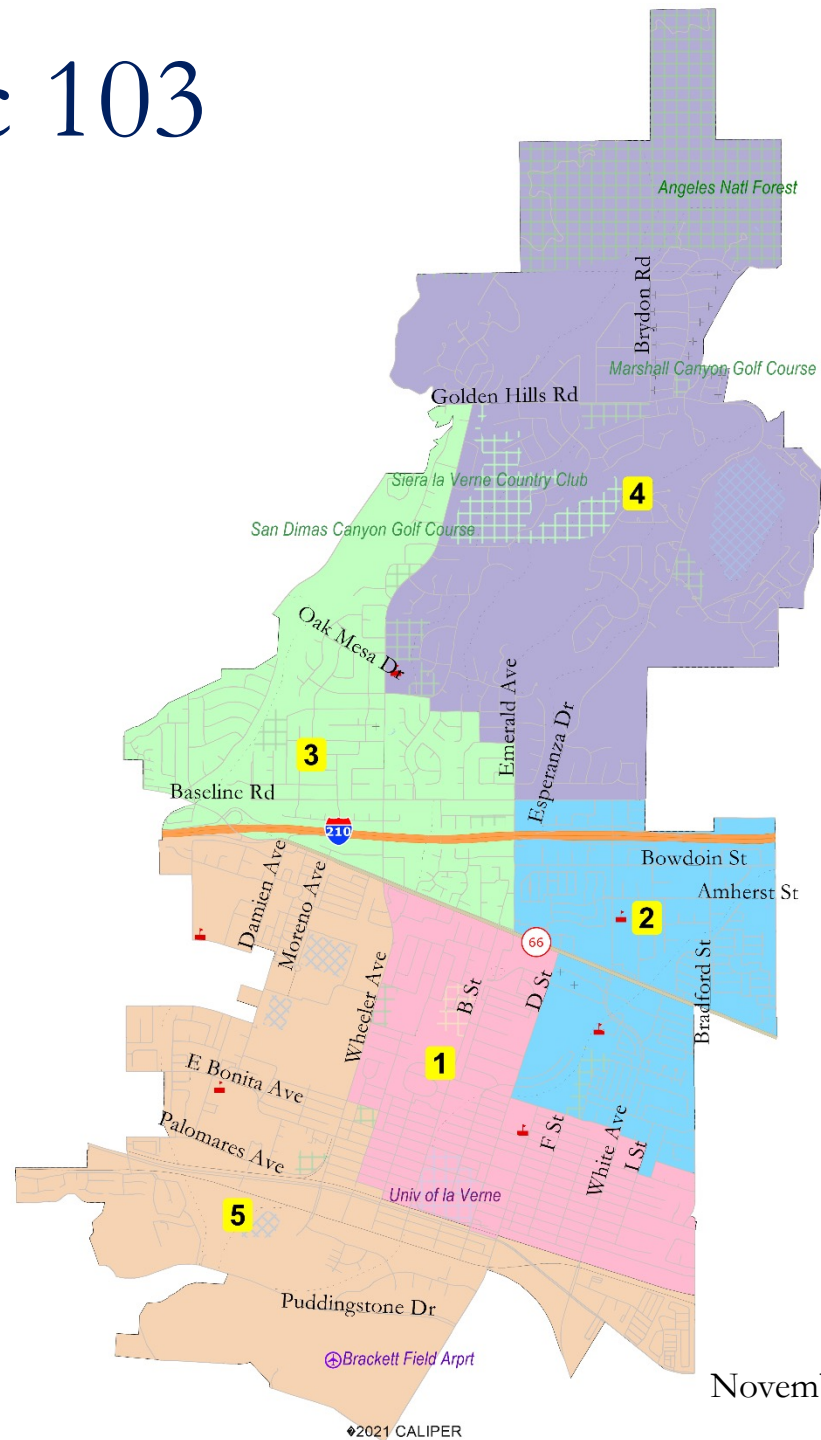 c 103
Angeles Natl Forest
Brydon Rd
Marshall Canyon Golf Course
Golden Hills Rd
Siera la Verne Country Club
4
San Dimas Canyon Golf Course
Oak Mesa Dr
Emerald Ave
Esperanza Dr
3
Baseline Rd
210
Bowdoin St
Amherst St
Damien Ave
Moreno Ave
2
66
Bradford St
Wheeler Ave
B St
D St
1
E Bonita Ave
Palomares Ave
F St
White Ave
I St
Univ of la Verne
5
Puddingstone Dr
Brackett Field Arprt
Novemb
�2021 CALIPER